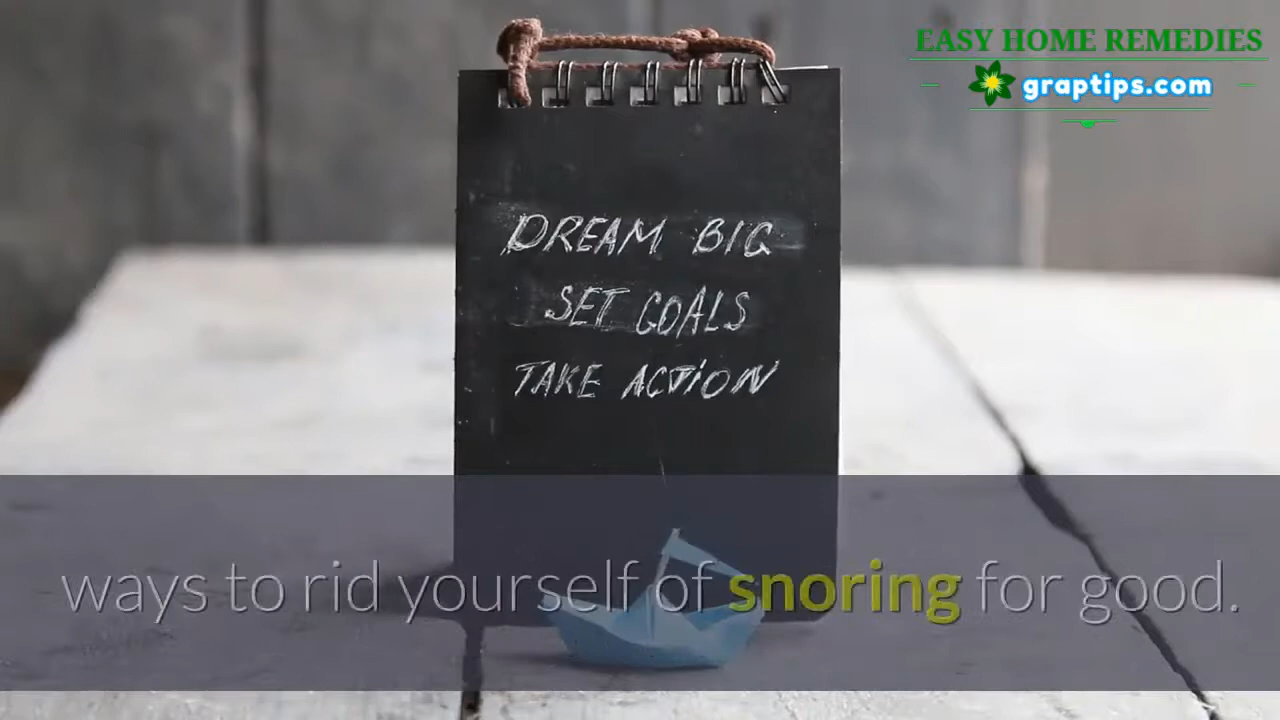 EASY HOME REMEDIES
graptips.com
DREAM BIG
SET GOALS
TAKE ACTION
ways to rid yourself of snoring for good.